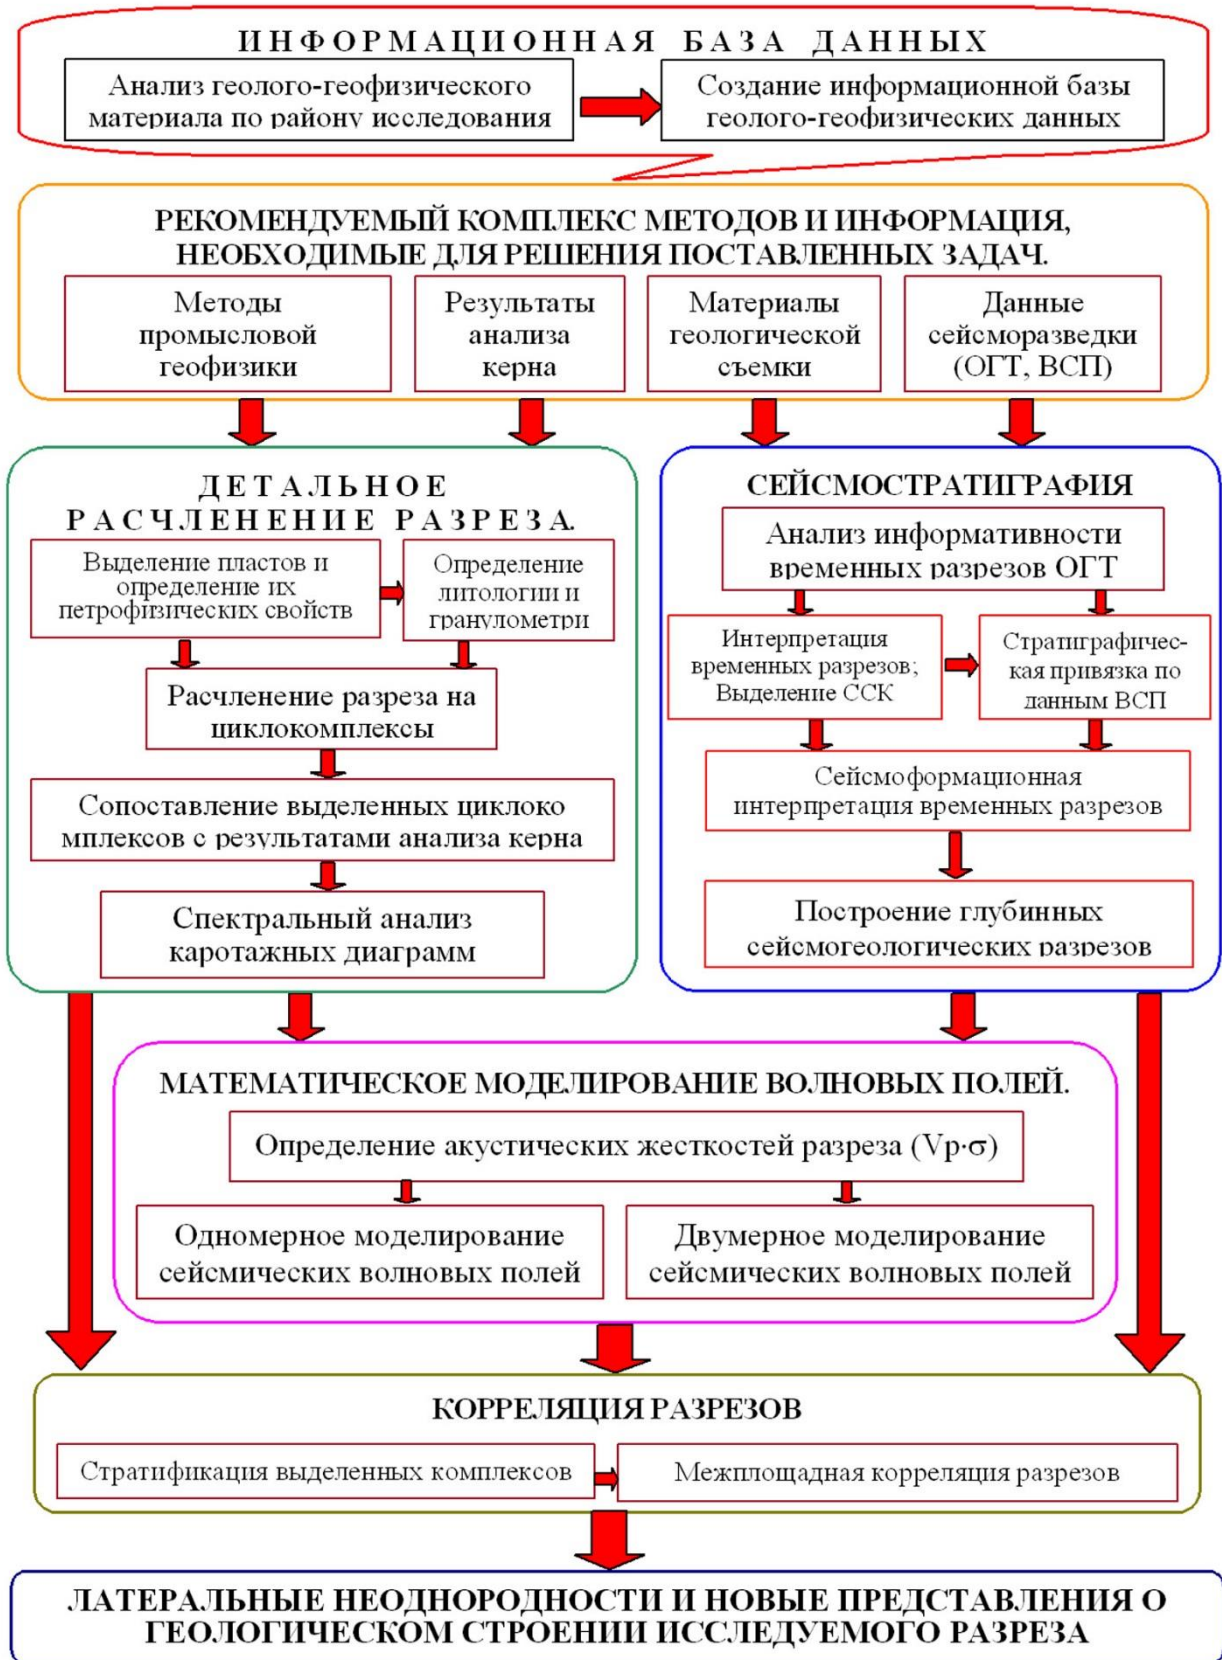 ИНФОРМАЦИОННАЯ БАЗА ДАННЫХ
Анализ геолого-геофизического
материала по району исследования
Создание информационной базы
геолого-геофизических данных
РЕКОМЕНДУЕМЫЙ КОМПЛЕКС МЕТОДОВ И ИНФОРМАЦИЯ,
НЕОБХОДИМЫЕ ДЛЯ РЕШЕНИЯ ПОСТАВЛЕННЫХ ЗАДАЧ.
Методы
промысловой
геофизики
Результаты
анализа
керна
Материалы
геологической
съемки
Данные
сейсморазведки
(ОГТ, ВСП)
ДЕТАЛЬНОЕ
РАСЧЛЕНЕНИЕ РАЗРЕЗА.
Выделение пластов и
определение их
петрофизических свойств
Определение
литологии и
гранулометри
Расчленение разреза на
циклокомплексы
Сопоставление выделенных циклоко
мплексов с результатами анализа керна
Спектральный анализ
каротажных диаграмм
СЕЙСМОСТРАТИГРАФИЯ
Анализ информативности
временных разрезов ОГТ
Интерпретация
временных разрезов;
Выделение ССК
Стратиграфичес-
кая привязка по
данным ВСП
Сейсмоформационная
интерпретация временных разрезов
Построение глубинных
сейсмогеологических разрезов
МАТЕМАТИЧЕСКОЕ МОДЕЛИРОВАНИЕ ВОЛНОВЫХ ПОЛЕЙ.
Определение акустических жесткостей разреза (Vp·σ)
Одномерное моделирование
сейсмических волновых полей
Двумерное моделирование
сейсмических волновых полей
КОРРЕЛЯЦИЯ РАЗРЕЗОВ
Стратификация выделенных комплексов
Межплощадная корреляция разрезов
ЛАТЕРАЛЬНЫЕ НЕОДНОРОДНОСТИ И НОВЫЕ ПРЕДСТАВЛЕНИЯ О
ГЕОЛОГИЧЕСКОМ СТРОЕНИИ ИССЛЕДУЕМОГО РАЗРЕЗА